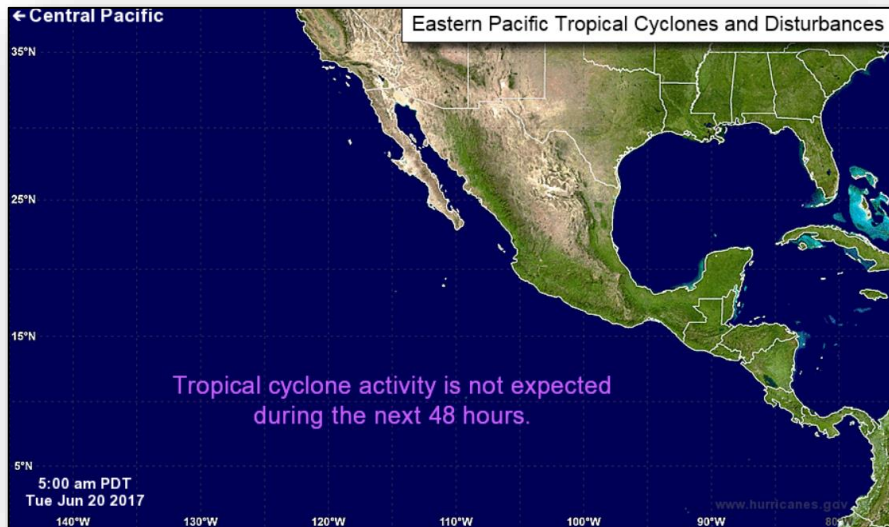 ←Central Pacific
Eastern Pacific Tropical Cyclones and Disturbances
35°N
25°N
15°N
Tropical cyclone activity is not expected
during the next 48 hours.
5°N
5:00 am PDT
Tue Jun 20 2017
www.hurricanes.gov
140°W 130°W 120°W 110°W 100°W 90°W 80°